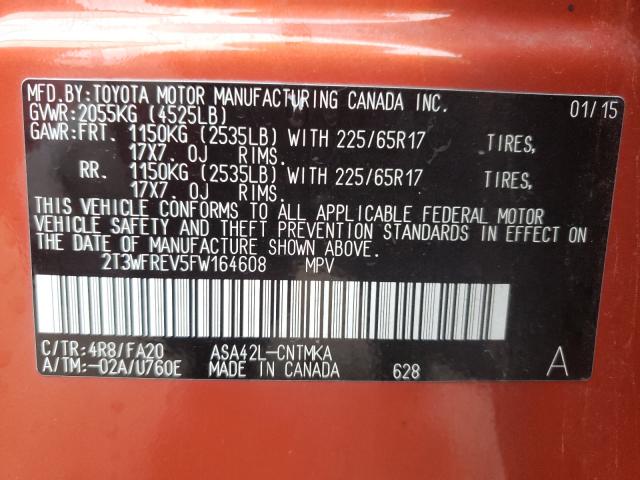 MFD.BY:TOYOTA MOTOR MANUFACTURING CANADA INC. 01/15
GVWR:2055KG (4525LB)
GAWR:FRT. 1150KG (2535LB) WITH 225/65R17 TIRES,
17X7. 0J RIMS.
RR. 1150KG (2535LB) WITH 225/65R17 TIRES,
17X7. 0J RIMS.
THIS VEHICLE CONFORMS TO ALL APPLICABLE FEDERAL MOTOR
VEHICLE SAFETY AND THEFT PREVENTION STANDARDS IN EFFECT ON
THE DATE OF MANUFACTURE SHOWN ABOVE.
2T3WFREV5FW164608 MPV
C/TR:4R8/FA20 ASA42L-CNTMKA
A/TM:-02A/U760E MADE IN CANADA 628 A